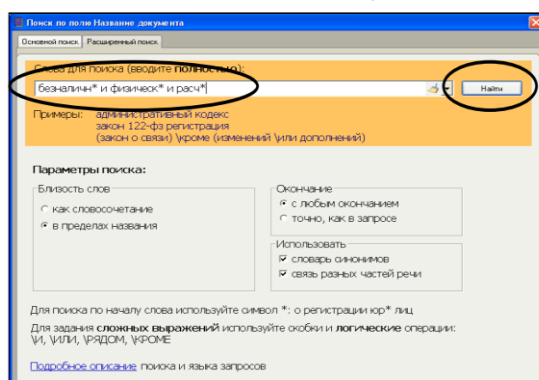 Поиск по полю Название документа
Основной поиск Расширенный поиск
Слова для поиска (вводите полностью):
безналичн* и физическ* и расч*
Найти
Примеры: административный кодекс
закон 122-фз регистрация
(закон о связи) \кроме (изменений \или дополнений)
Параметры поиска:
Близость слов
как словосочетание
в пределах названия
Окончание
с любым окончанием
точно, как в запросе
Использовать
словарь синонимов
связь разных частей речи
Для поиска по началу слова используйте символ *: о регистрации юр* лиц
Для задания сложных выражений используйте скобки и логические операции:
\И, \ИЛИ, \РЯДОМ, \КРОМЕ
Подробное описание поиска и языка запросов